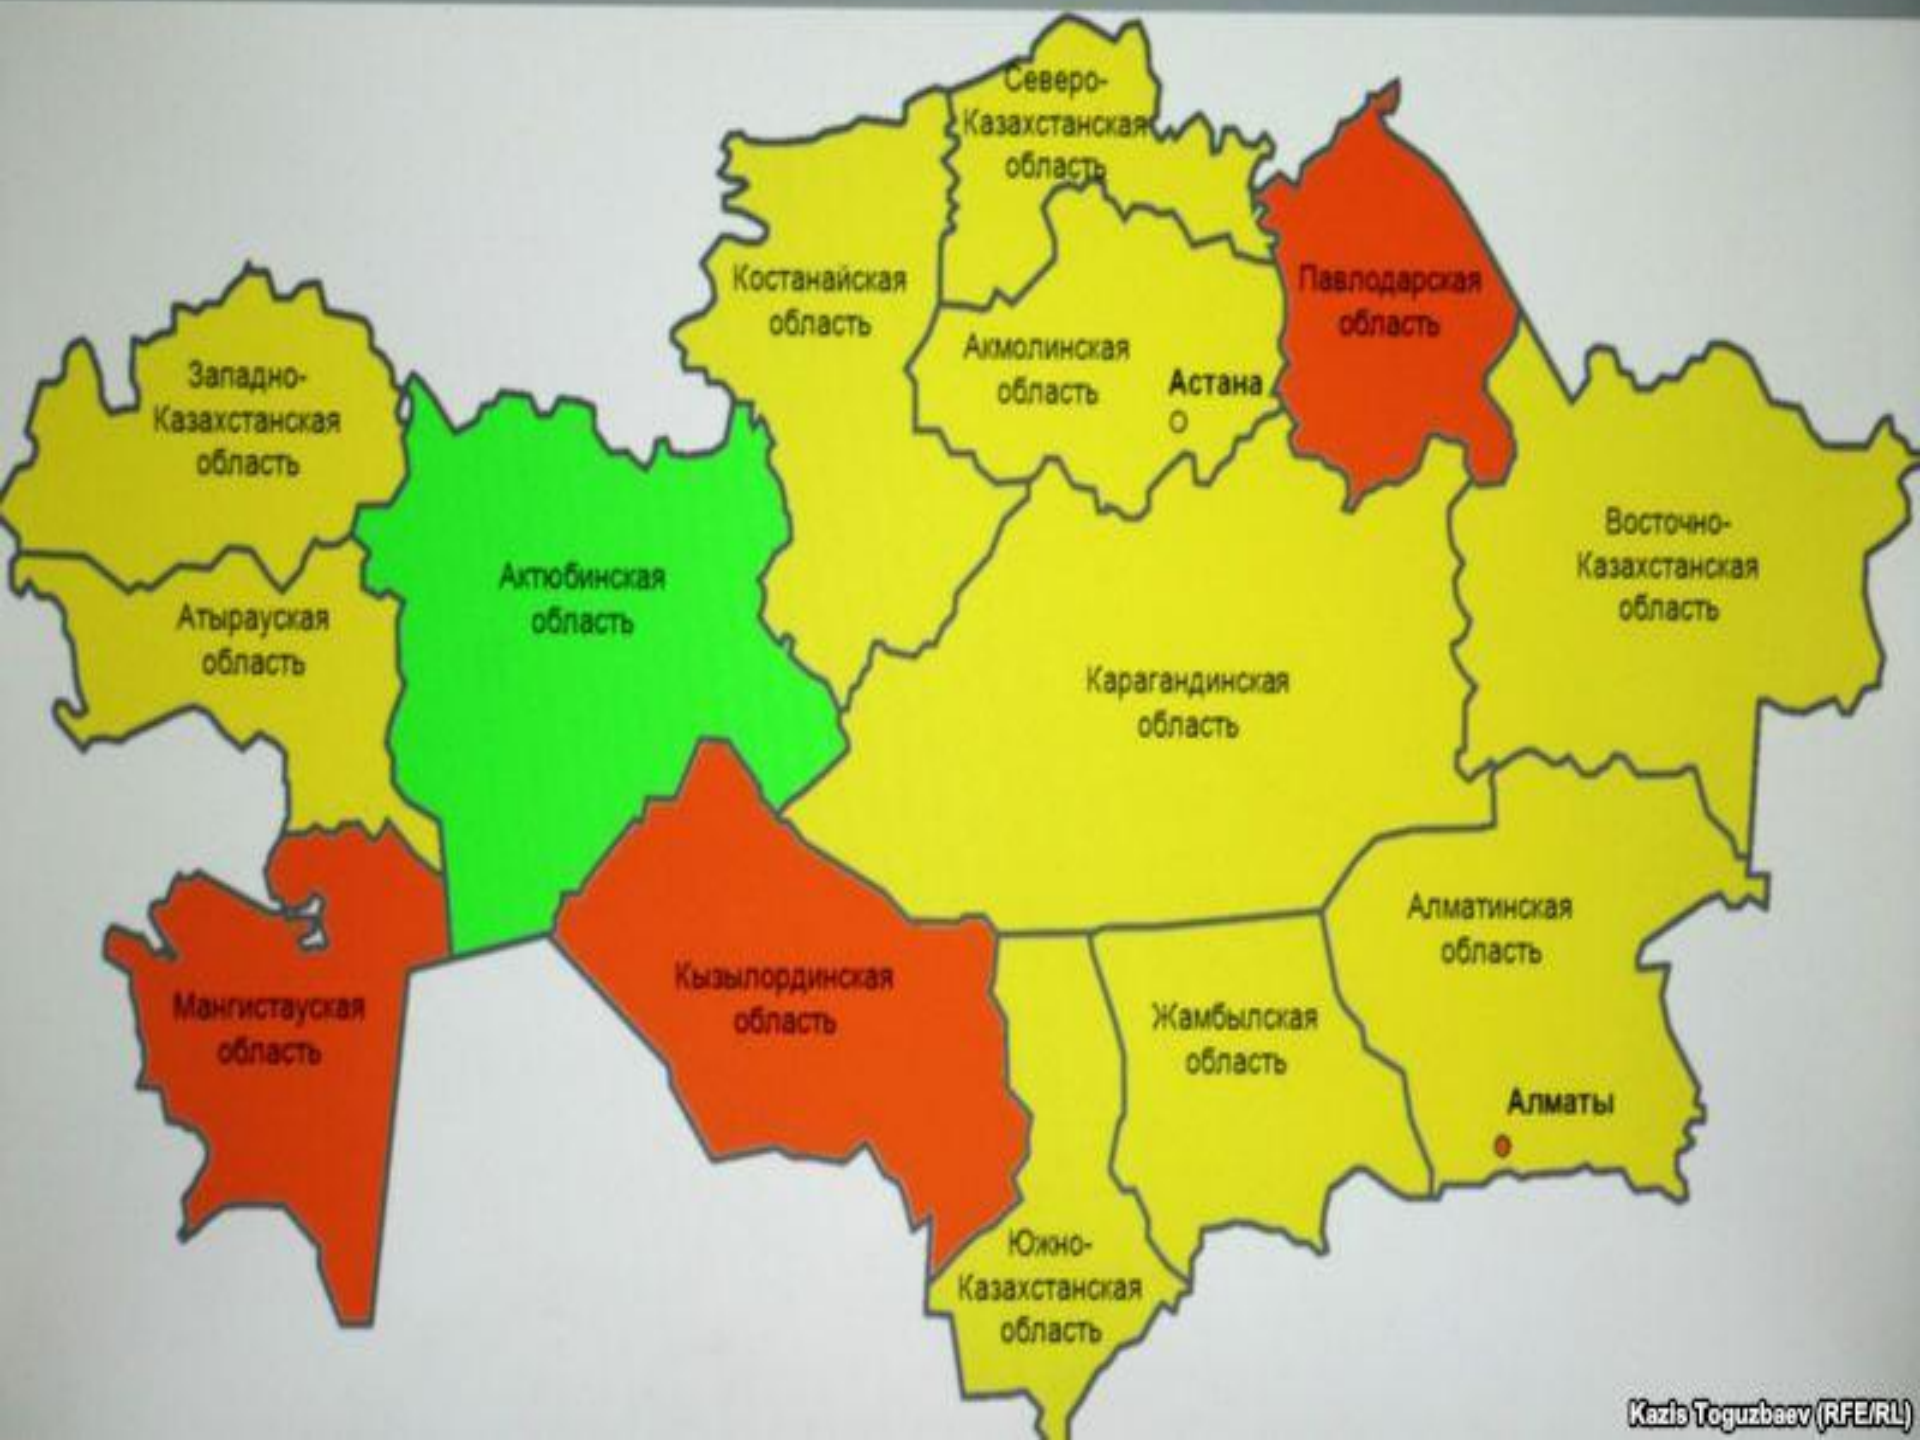 Северо-
Казахстанская
область
Костанайская
область
Павлодарская
область
Акмолинская
область
Астана
Западно-
Казахстанская
область
Восточно-
Казахстанская
область
Актюбинская
область
Атырауская
область
Карагандинская
область
Алматинская
область
Кызылординская
область
Мангистауская
область
Жамбылская
область
Алматы
Южно-
Казахстанская
область
Kazis Toguzbaev (RFE/RL)